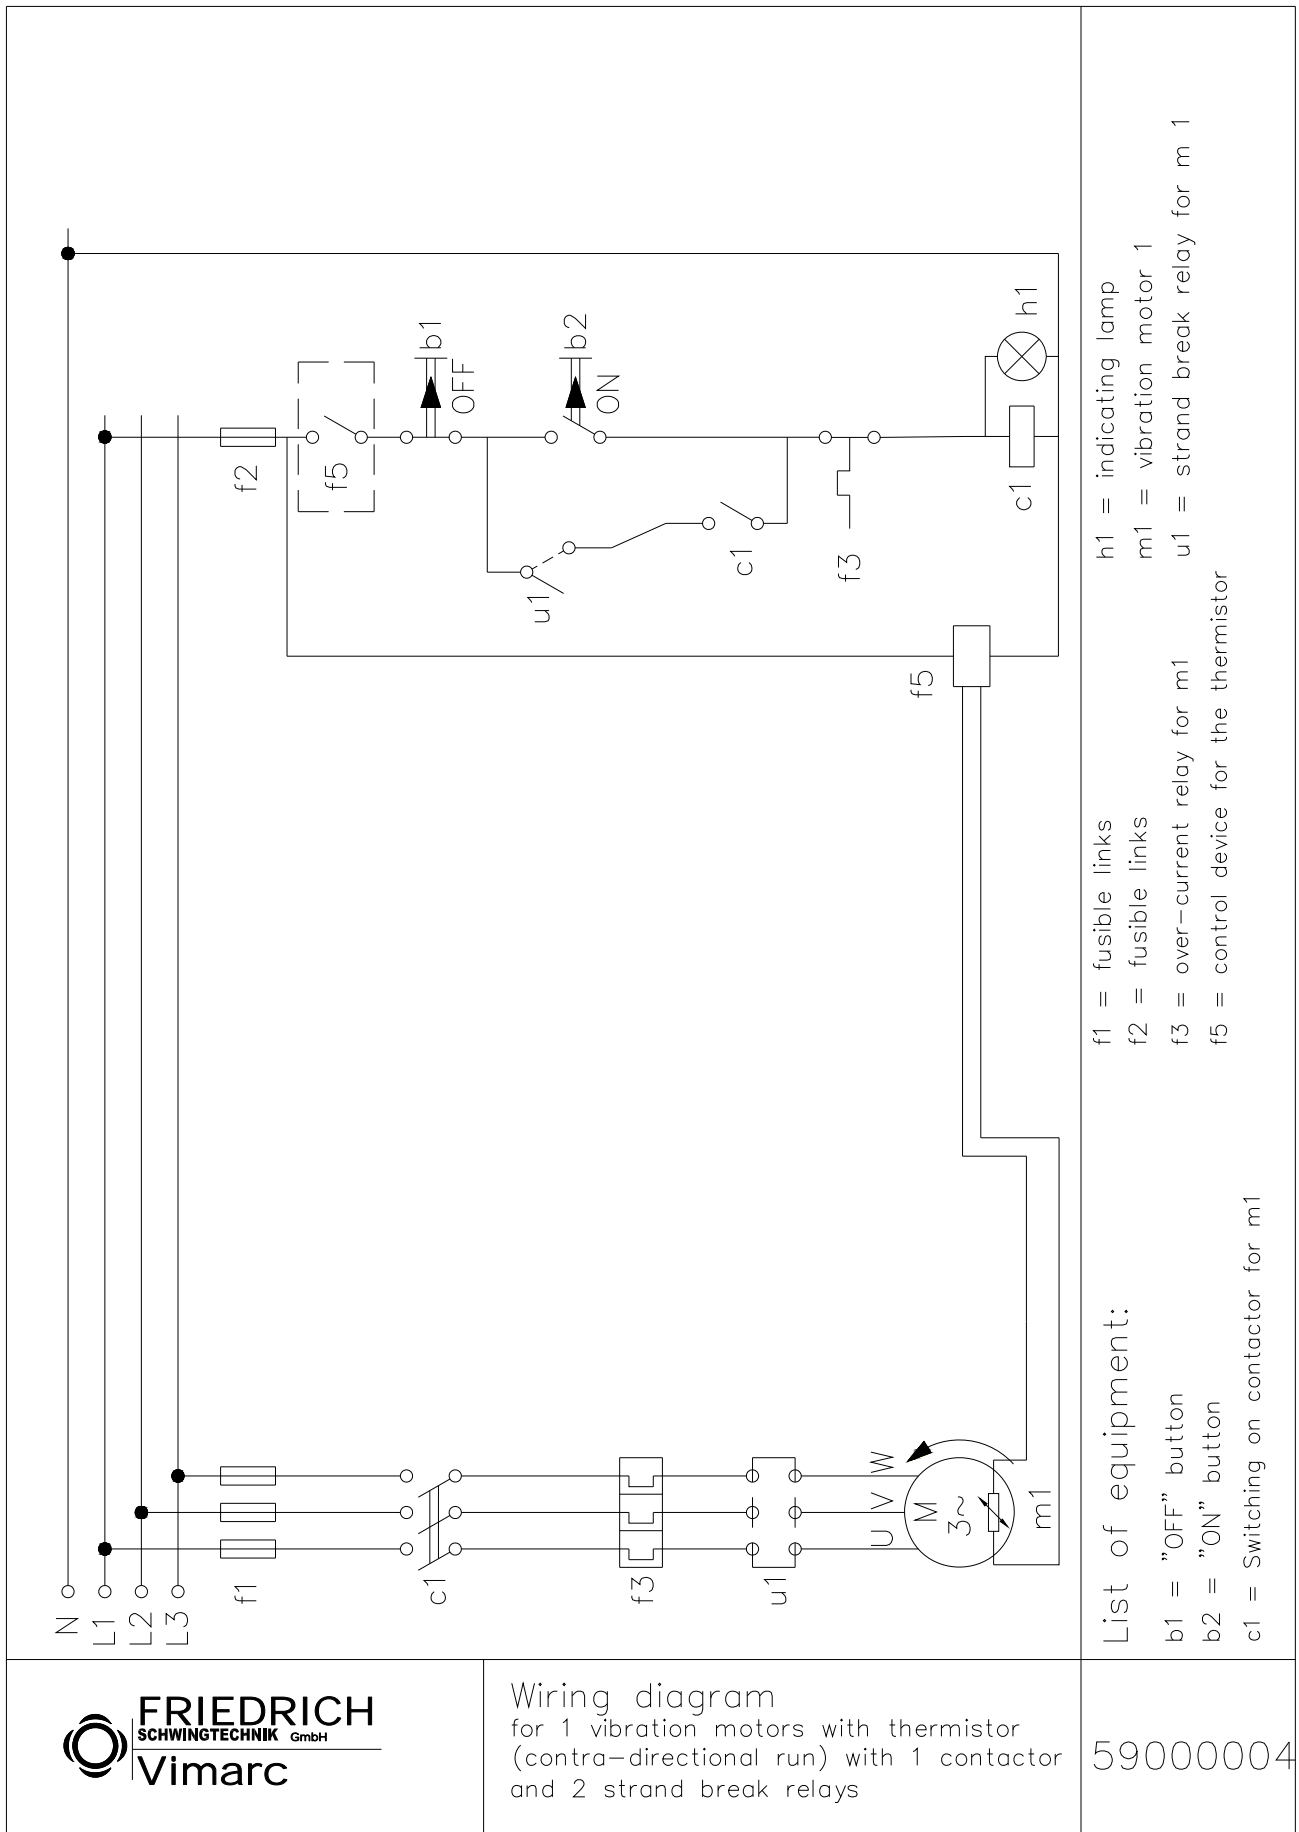 N
L1
L2
L3
f1
c1
f3
u1
U V W
M
3~
m1
f2
f5
b1
OFF
b2
ON
u1
c1
f3
c1
h1
f5
List of equipment:
b1 = "OFF" button
b2 = "ON" button
c1 = Switching on contactor for m1
f1 = fusible links
f2 = fusible links
f3 = over-current relay for m1
f5 = control device for the thermistor
h1 = indicating lamp
m1 = vibration motor 1
u1 = strand break relay for m 1
FRIEDRICH
SCHWINGTECHNIK GmbH
Vimarc
Wiring diagram
for 1 vibration motors with thermistor
(contra-directional run) with 1 contactor
and 2 strand break relays
59000004